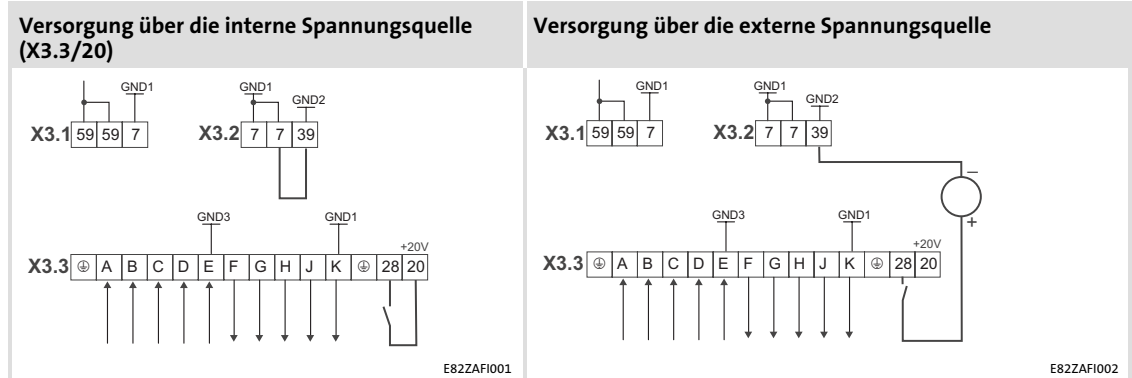 Versorgung über die interne Spannungsquelle
(X3.3/20)
GND1
GND1
GND2
X3.1 59 59 7
X3.2 7 7 39
GND3
GND1
+20V
X3.3 A B C D E F G H J K 28 20
E82ZAFI001
Versorgung über die externe Spannungsquelle
GND1
GND1
GND2
X3.1 59 59 7
X3.2 7 7 39
–
+
GND3
GND1
+20V
X3.3 A B C D E F G H J K 28 20
E82ZAFI002